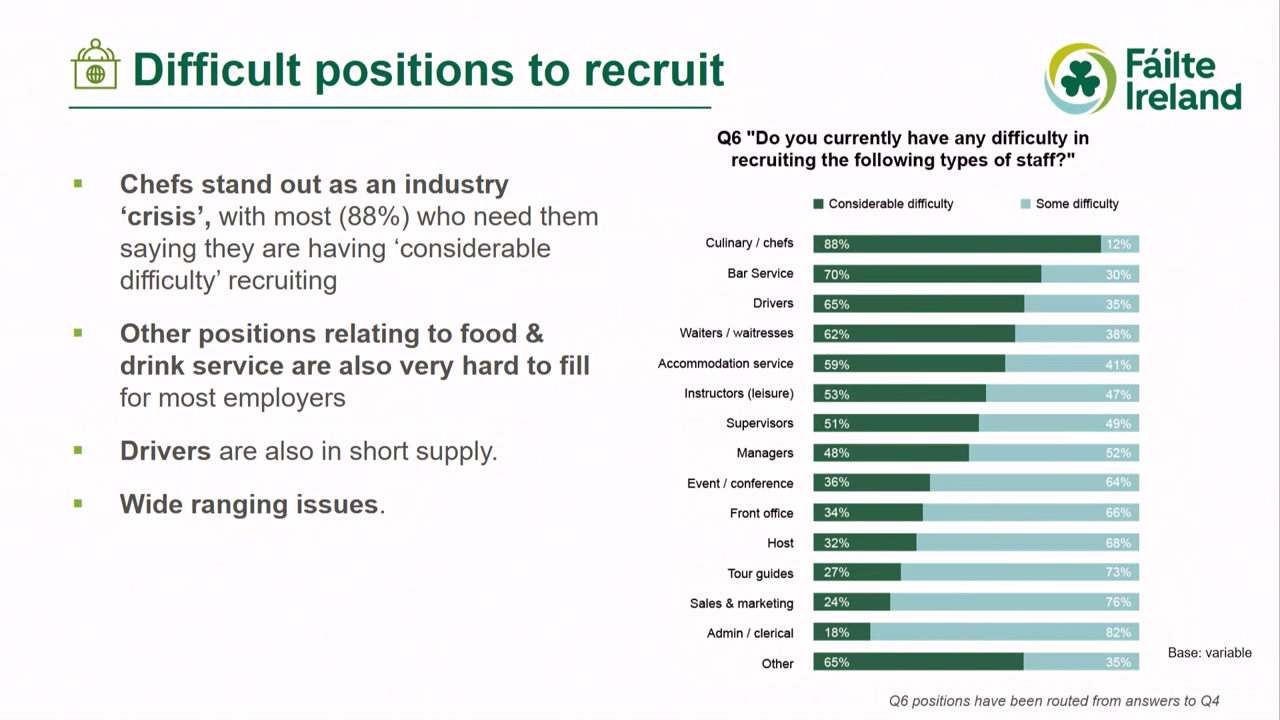 Difficult positions to recruit
Fáilte
Ireland
▪ Chefs stand out as an industry
‘crisis’, with most (88%) who need them
saying they are having ‘considerable
difficulty’ recruiting
▪ Other positions relating to food &
drink service are also very hard to fill
for most employers
▪ Drivers are also in short supply.
▪ Wide ranging issues.
Q6 "Do you currently have any difficulty in
recruiting the following types of staff?"
Considerable difficulty Some difficulty
Culinary / chefs 88% 12%
Bar Service 70% 30%
Drivers 65% 35%
Waiters / waitresses 62% 38%
Accommodation service 59% 41%
Instructors (leisure) 53% 47%
Supervisors 51% 49%
Managers 48% 52%
Event / conference 36% 64%
Front office 34% 66%
Host 32% 68%
Tour guides 27% 73%
Sales & marketing 24% 76%
Admin / clerical 18% 82%
Other 65% 35%
Base: variable
Q6 positions have been routed from answers to Q4